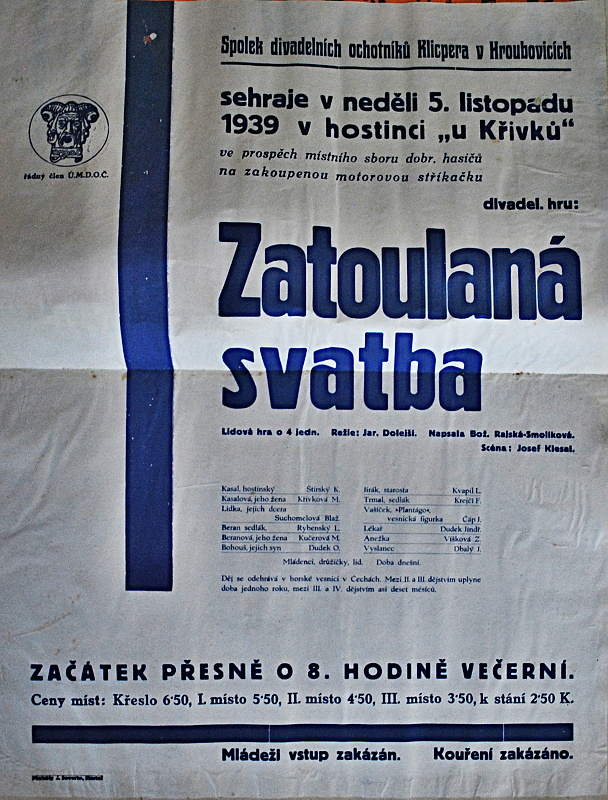 Spolek divadelních ochotníků Klicpera v Hroubovicích
sehraje v neděli 5. listopadu
1939 v hostinci „u Křivků“
ve prospěch místního sboru dobr. hasičů
na zakoupenou motorovou stříkačku
řádný člen Ú.M.D.O.Č.
divadel. hru:
Zatoulaná
svatba
Lidová hra o 4 jedn. Režie: Jar. Dolejší. Napsala Bož. Rajská-Smolíková.
Scéna: Josef Kiesel.
Kasal, hostinský Štirský K.
Kasalová, jeho žena Křivková M.
Lidka, jejich dcera
Suchomelová Blaž.
Beran sedlák, Rybenský L.
Beranová, jeho žena Kučerová M.
Bohouš, jejich syn Dudek O.
Jirák, starosta Kvapil L.
Trmal, sedlák Krejčí F.
Vašíček, »Plantágo«,
vesnická figurka Čáp J.
Lékař Dudek Jindř.
Anežka Víšková Z.
Vyslanec Obalý J.
Mládenci, družičky, lid. Doba dnešní.
Děj se odehrává v horské vesnici v Čechách. Mezi II. a III. dějstvím uplyne
doba jednoho roku, mezi III. a IV. dějstvím asi deset měsíců.
ZAČÁTEK PŘESNĚ O 8. HODINĚ VEČERNÍ.
Ceny míst: Křeslo 6·50, I. místo 5·50, II. místo 4·50, III. místo 3·50, k stání 2·50 K.
Mládeži vstup zakázán. Kouření zakázáno.